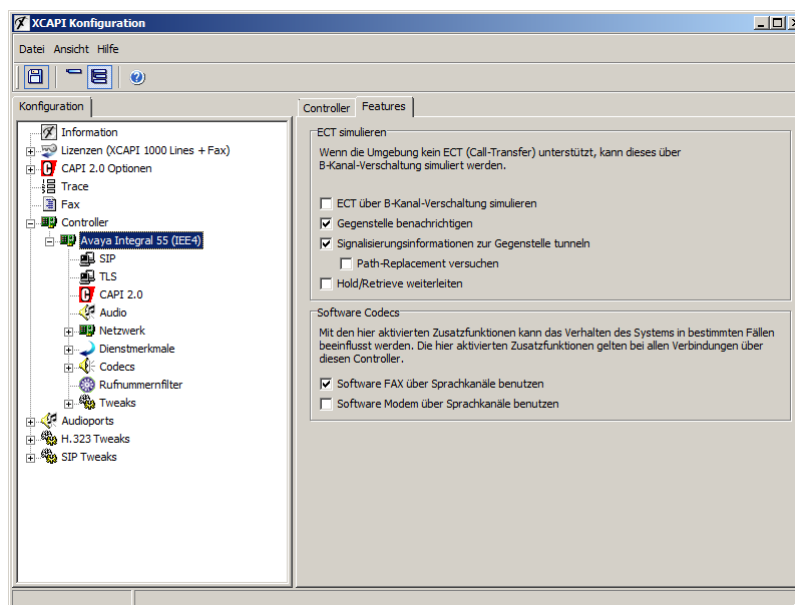 XCAPI Konfiguration
Datei Ansicht Hilfe
Konfiguration
Information
Lizenzen (XCAPI 1000 Lines + Fax)
CAPI 2.0 Optionen
Trace
Fax
Controller
Avaya Integral 55 (IEE4)
SIP
TLS
CAPI 2.0
Audio
Netzwerk
Dienstmerkmale
Codecs
Rufnummernfilter
Tweaks
Audioports
H.323 Tweaks
SIP Tweaks
Controller Features
ECT simulieren
Wenn die Umgebung kein ECT (Call-Transfer) unterstützt, kann dieses über
B-Kanal-Verschaltung simuliert werden.
ECT über B-Kanal-Verschaltung simulieren
Gegenstelle benachrichtigen
Signalisierungsinformationen zur Gegenstelle tunneln
Path-Replacement versuchen
Hold/Retrieve weiterleiten
Software Codecs
Mit den hier aktivierten Zusatzfunktionen kann das Verhalten des Systems in bestimmten Fällen
beeinflusst werden. Die hier aktivierten Zusatzfunktionen gelten bei allen Verbindungen über
diesen Controller.
Software FAX über Sprachkanäle benutzen
Software Modem über Sprachkanäle benutzen